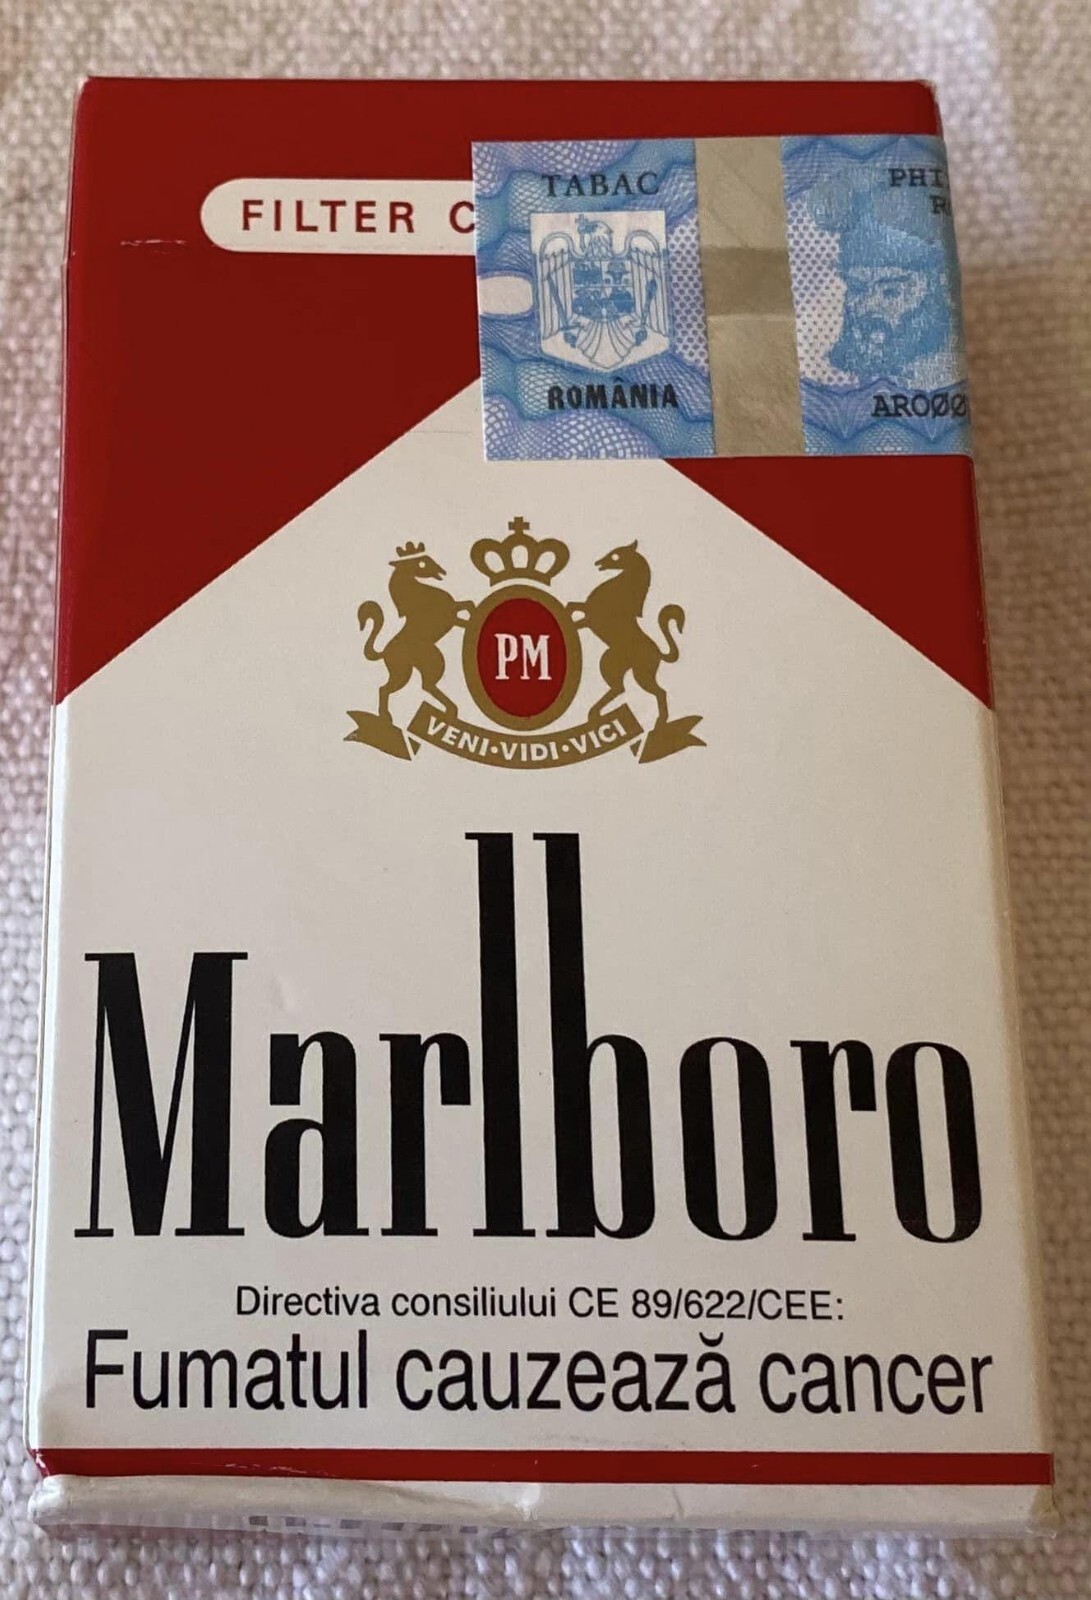 FILTER
TABAC
ROMÂNIA
PM
VENI·VIDI·VICI
Marlboro
Directiva consiliului CE 89/622/CEE:
Fumatul cauzează cancer